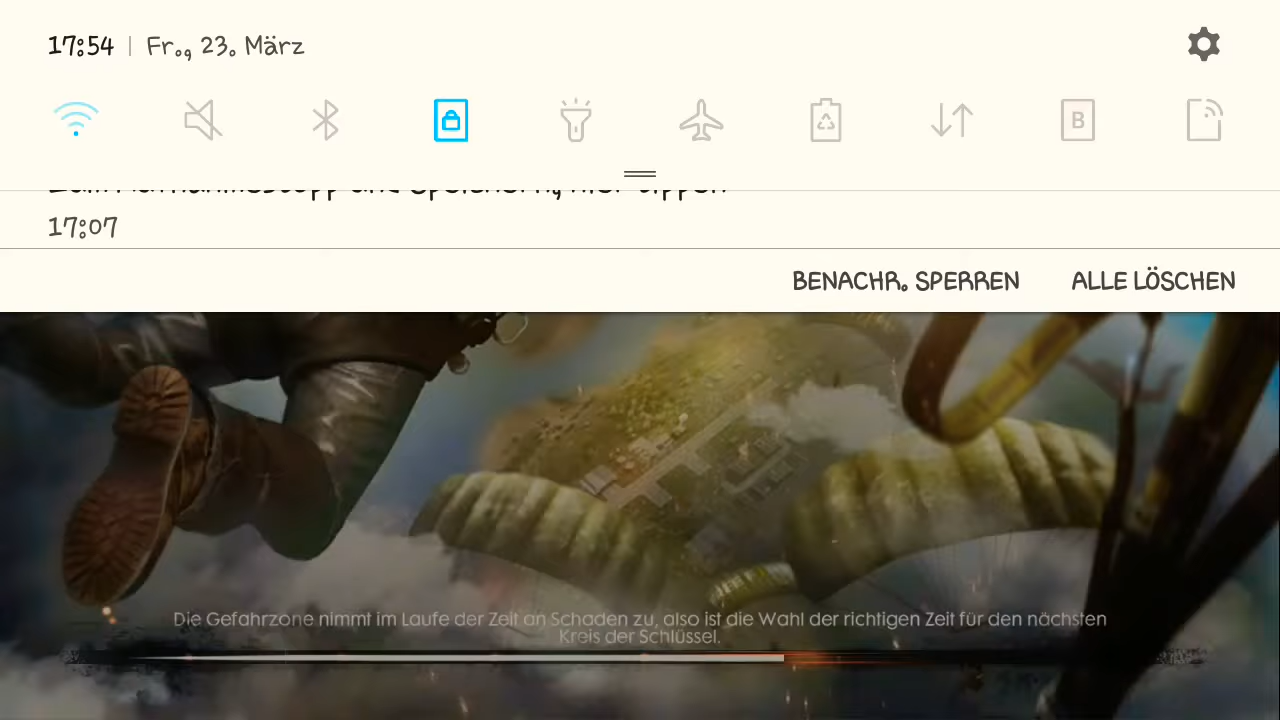 17:54 | Fr., 23. März
B
17:07
BENACHR. SPERREN ALLE LÖSCHEN
Die Gefahrzone nimmt im Laufe der Zeit an Schaden zu, also ist die Wahl der richtigen Zeit für den nächsten
Kreis der Schlüssel.